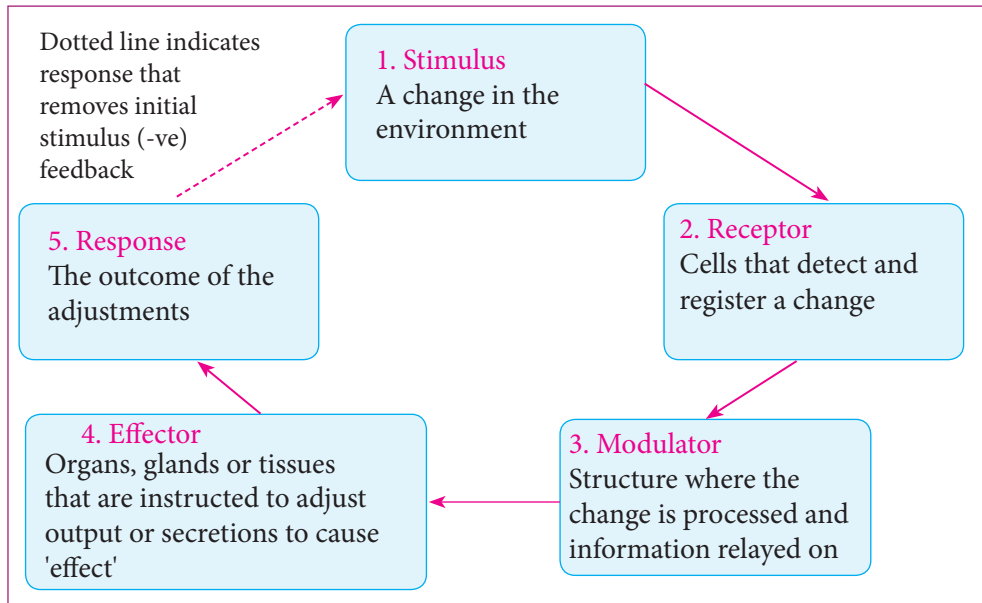 Dotted line indicates
response that
removes initial
stimulus (-ve)
feedback
1. Stimulus
A change in the
environment
2. Receptor
Cells that detect and
register a change
3. Modulator
Structure where the
change is processed and
information relayed on
4. Effector
Organs, glands or tissues
that are instructed to adjust
output or secretions to cause
'effect'
5. Response
The outcome of the
adjustments